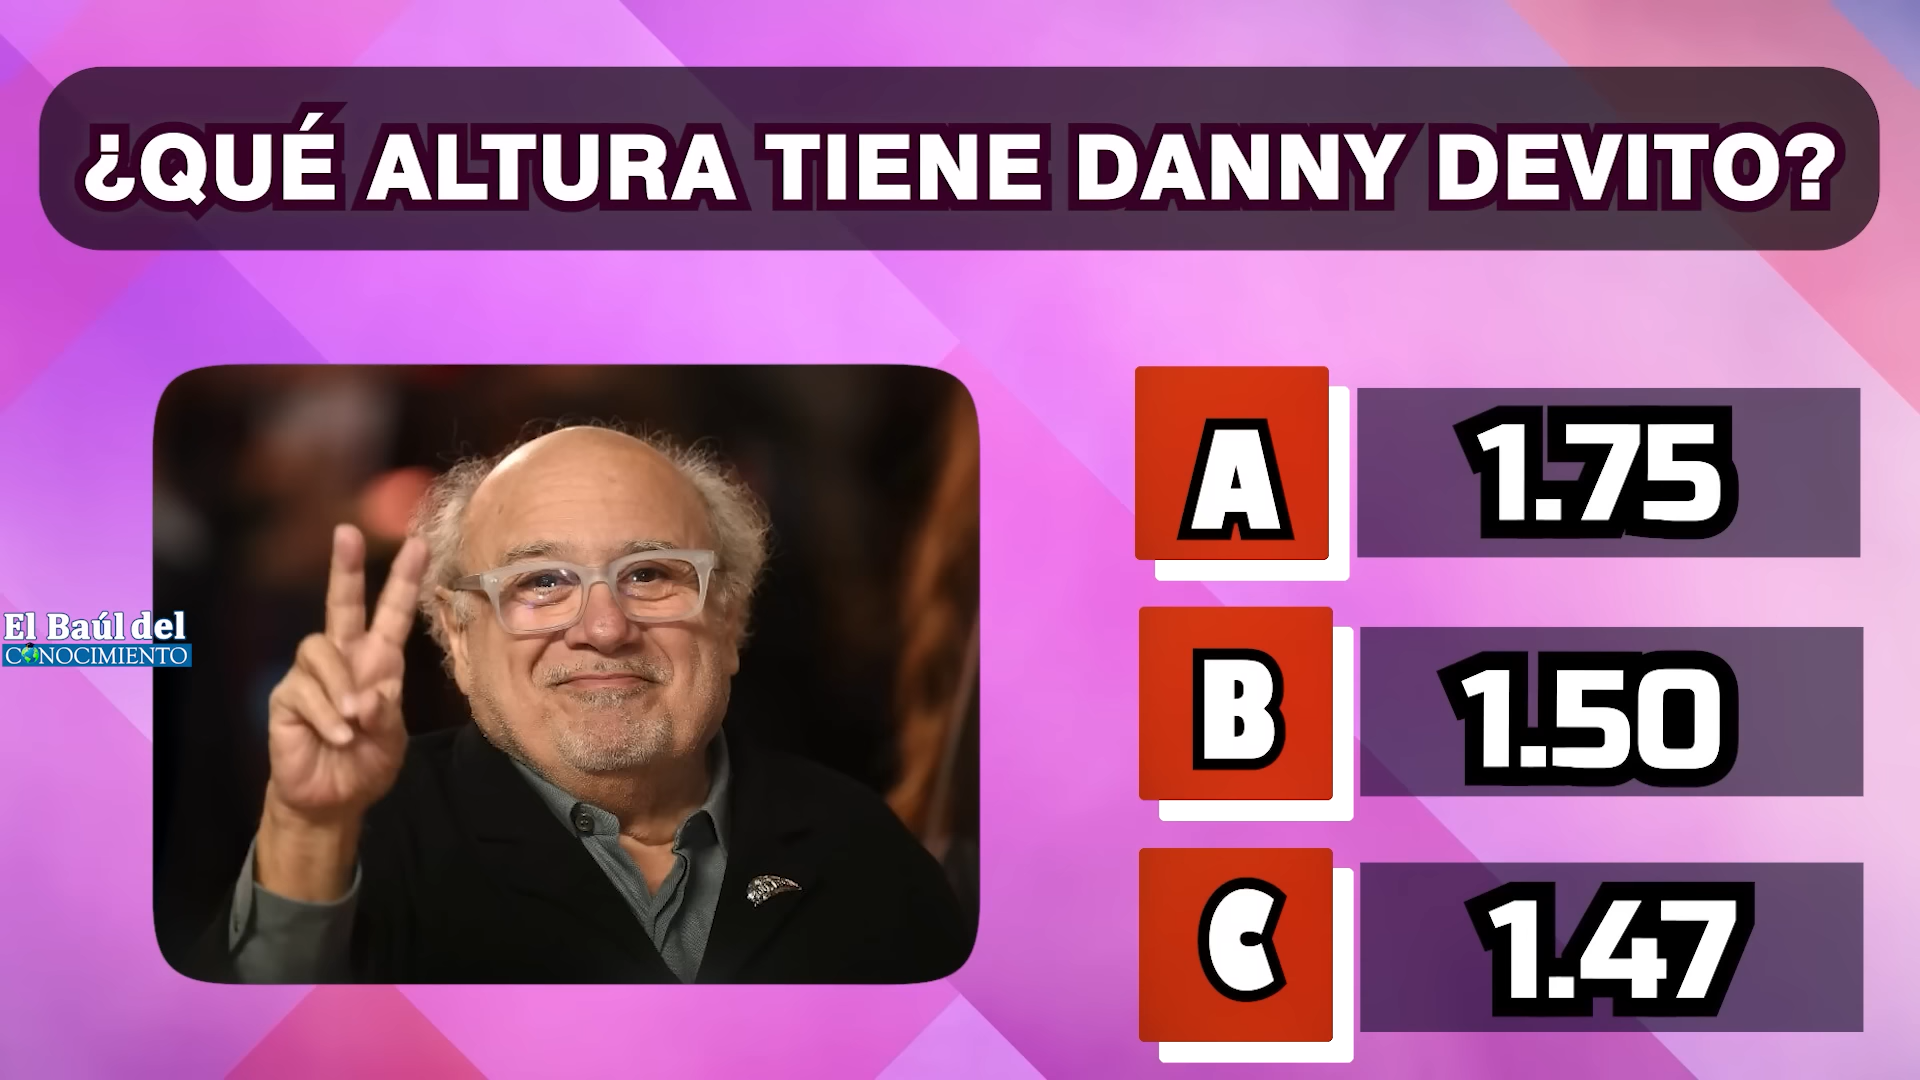 ¿QUÉ ALTURA TIENE DANNY DEVITO?
El Baúl del
CONOCIMIENTO
A 1.75
B 1.50
C 1.47